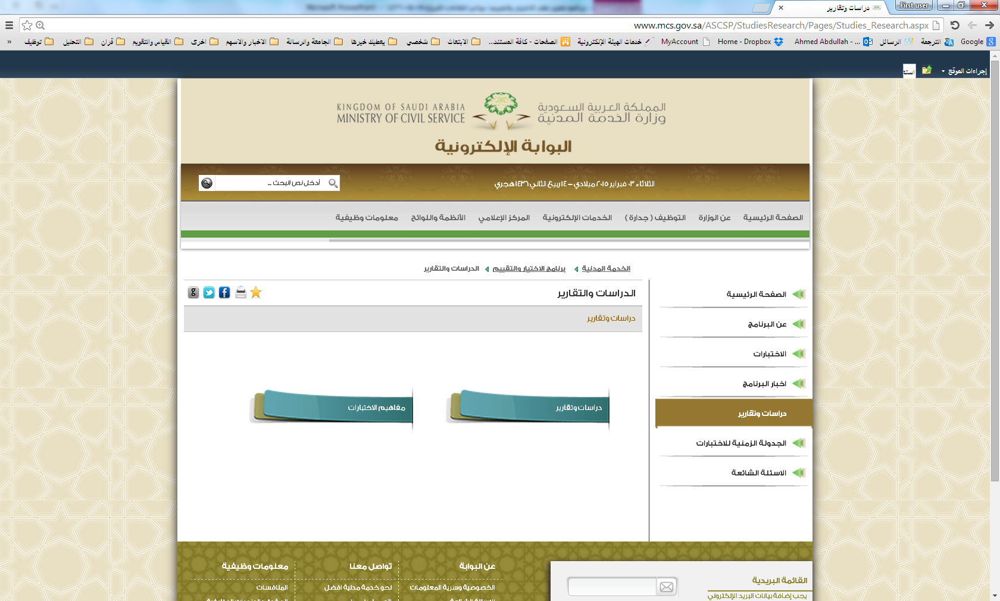 دراسات وتقارير
First user
www.mcs.gov.sa/ASCSP/StudiesResearch/Pages/Studies_Research.aspx
Google الترجمة الرسائل Ahmed Abdullah - ... Home - Dropbox MyAccount خدمات الهيئة الإلكترونية الصفحات - كافة المستند... الابتعاث شخصي يعطيك خيرها الجامعة والرسالة الاخبار والاسهم اخرى القياس والتقويم قران التحليل توظيف »
إجراءات الموقع
المملكة العربية السعودية
وزارة الخدمة المدنية
KINGDOM OF SAUDI ARABIA
MINISTRY OF CIVIL SERVICE
البوابة الإلكترونية
الثلاثاء ٠٣ فبراير ٢٠١٥ ميلادي – ١٤ ربيع الثاني ١٤٣٦ هجري
أدخل نص البحث ...
الصفحة الرئيسية عن الوزارة التوظيف ( جدارة ) الخدمات الإلكترونية المركز الإعلامي الأنظمة واللوائح معلومات وظيفية
الخدمة المدنية برنامج الاختيار والتقييم الدراسات والتقارير
الصفحة الرئيسية
عن البرنامج
الاختبارات
اخبار البرنامج
دراسات وتقارير
الجدولة الزمنية للاختبارات
الاسئلة الشائعة
الدراسات والتقارير
دراسات وتقارير
دراسات وتقارير
مفاهيم الاختبارات
القائمة البريدية
يجب إضافة بيانات البريد الإلكتروني
عن البوابة
الخصوصية وسرية المعلومات
تواصل معنا
نحو خدمة مدنية افضل
معلومات وظيفية
المنافسات